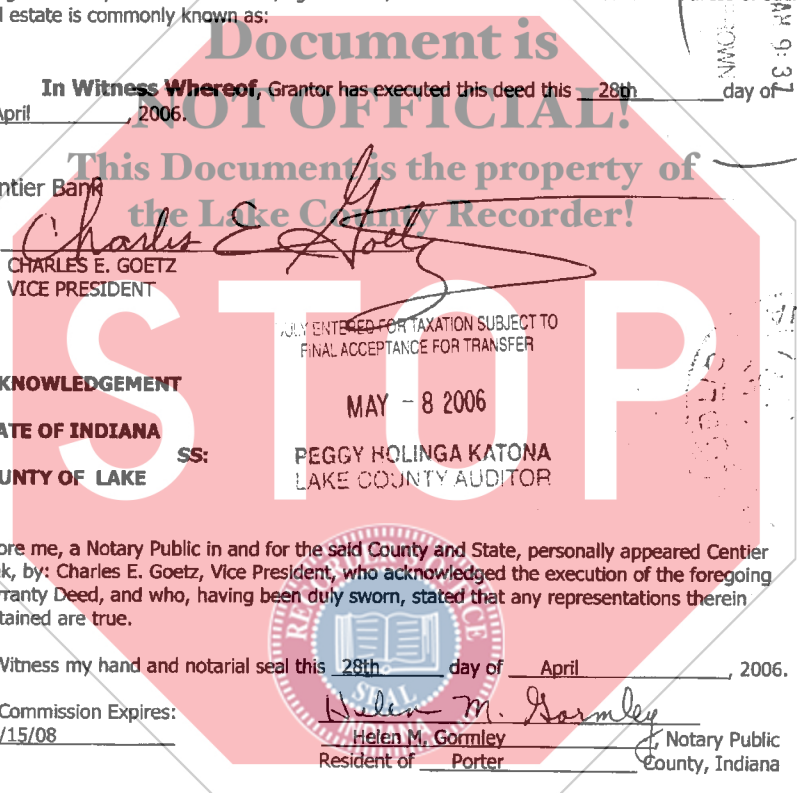 l estate is commonly known as:
Document is
In Witness Whereof, Grantor has executed this deed this 28th day of
April, 2006.
NOT OFFICIAL!
This Document is the property of
the Lake County Recorder!
ntier Bank
Charles E Goetz
CHARLES E. GOETZ
VICE PRESIDENT
STOP
DULY ENTERED FOR TAXATION SUBJECT TO
FINAL ACCEPTANCE FOR TRANSFER
KNOWLEDGEMENT
MAY - 8 2006
ATE OF INDIANA
SS:
UNTY OF LAKE
PEGGY HOLINGA KATONA
LAKE COUNTY AUDITOR
ore me, a Notary Public in and for the said County and State, personally appeared Centier
k, by: Charles E. Goetz, Vice President, who acknowledged the execution of the foregoing
rranty Deed, and who, having been duly sworn, stated that any representations therein
tained are true.
Witness my hand and notarial seal this 28th day of April, 2006.
SEAL
INDIANA
Commission Expires:
/15/08
Helen M. Gormley
Helen M. Gormley, Notary Public
Resident of Porter County, Indiana
9:37